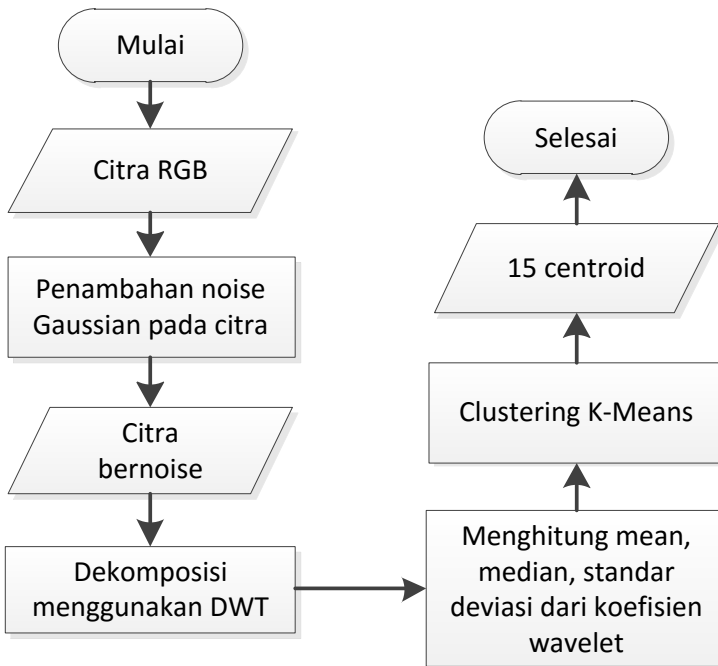 Mulai
Citra RGB
Penambahan noise
Gaussian pada citra
Citra
bernoise
Dekomposisi
menggunakan DWT
Menghitung mean,
median, standar
deviasi dari koefisien
wavelet
Clustering K-Means
15 centroid
Selesai